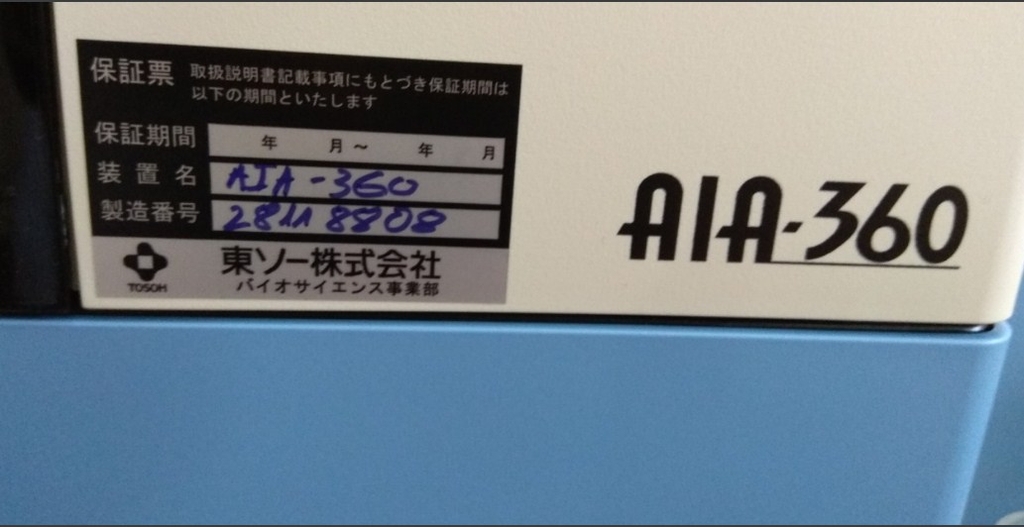 保証票 取扱説明書記載事項にもとづき保証期間は
以下の期間といたします
保証期間 年 月～ 年 月
装置名 AIA-360
製造番号 28118808
TOSOH
東ソー株式会社
バイオサイエンス事業部
AIA-360